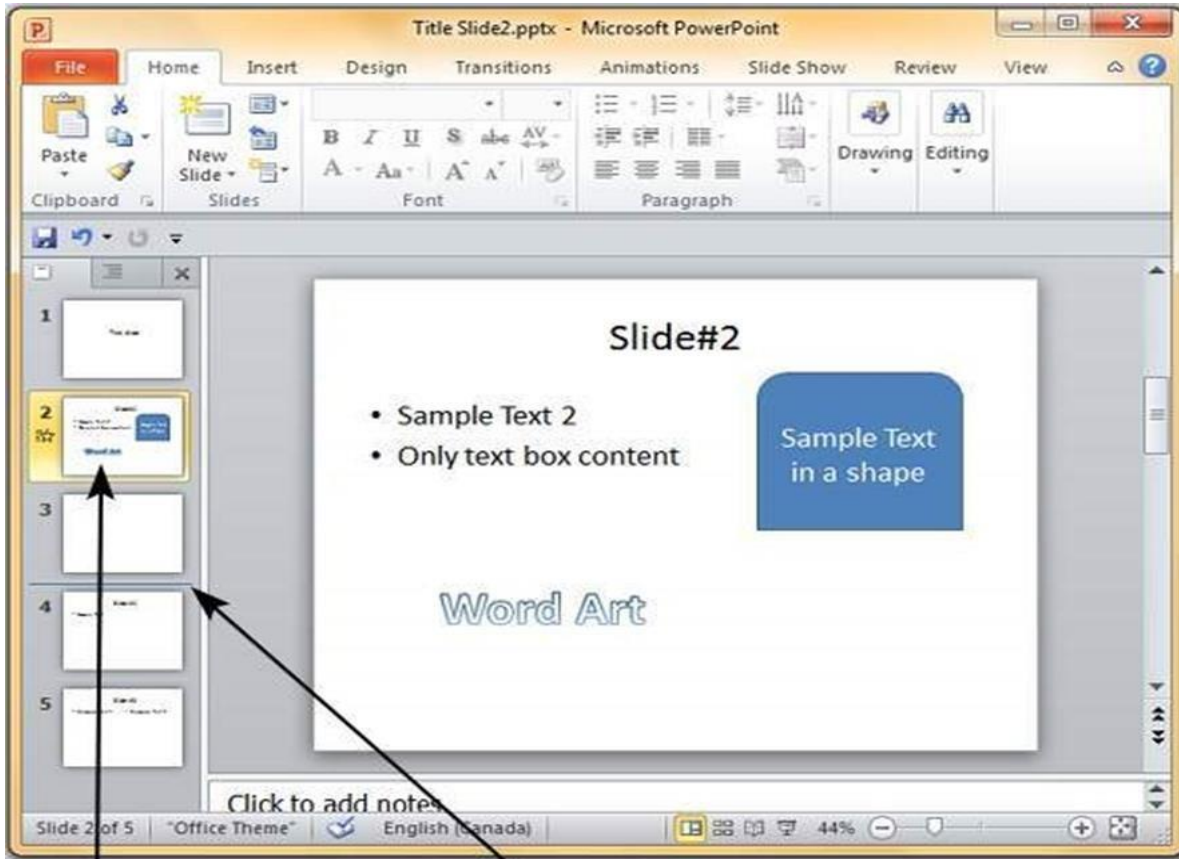 Title Slide2.pptx - Microsoft PowerPoint
File Home Insert Design Transitions Animations Slide Show Review View
Paste
New Slide
B I U S abc AV
A Aa A A
Drawing Editing
Clipboard Slides Font Paragraph
1
2
3
4
5
Slide#2
• Sample Text 2
• Only text box content
Sample Text
in a shape
Word Art
Click to add notes
Slide 2 of 5 "Office Theme" English (Canada) 44%